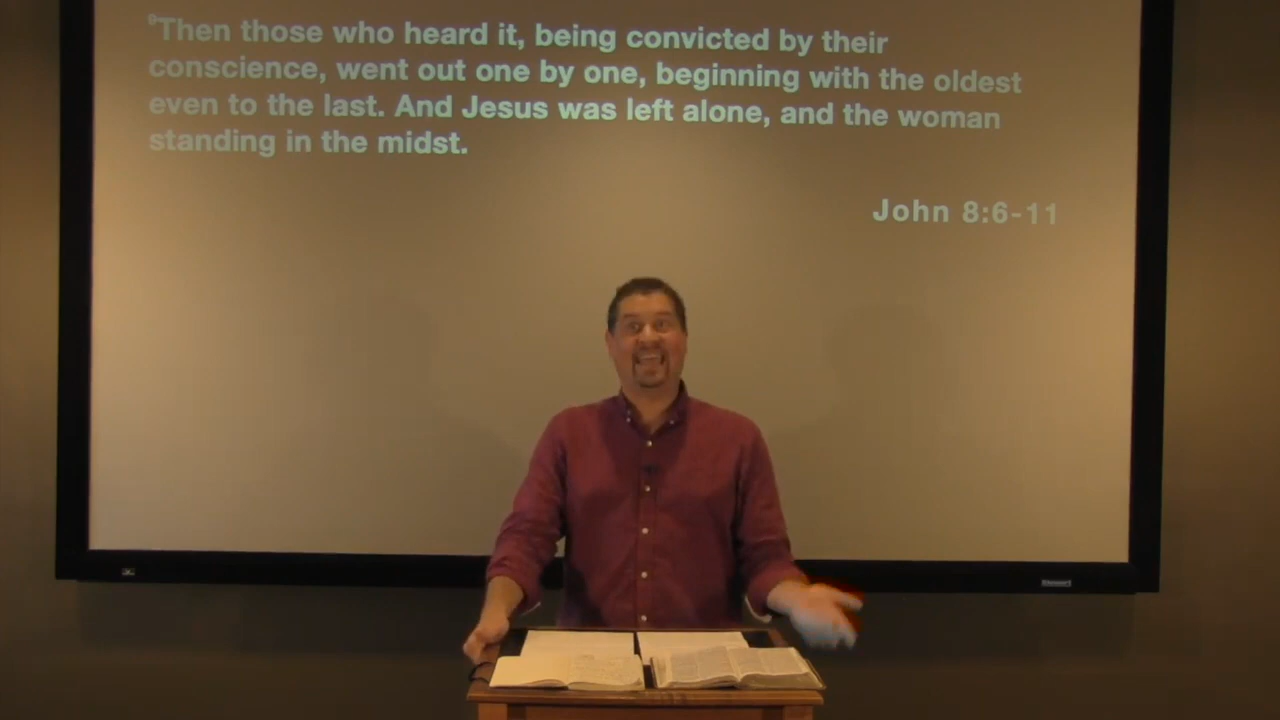 ⁹Then those who heard it, being convicted by their
conscience, went out one by one, beginning with the oldest
even to the last. And Jesus was left alone, and the woman
standing in the midst.
John 8:6-11
Stewart